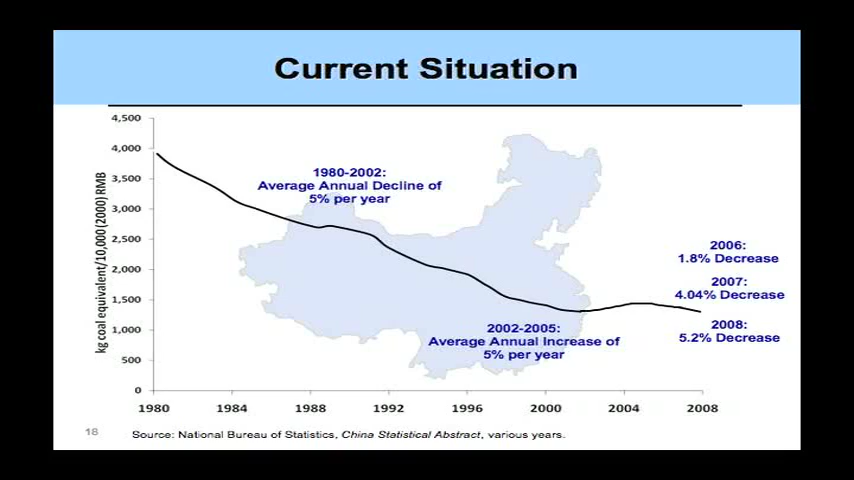 Current Situation
4,500
4,000
3,500
3,000
2,500
2,000
1,500
1,000
500
0
kg coal equivalent/10,000 (2000) RMB
1980-2002:
Average Annual Decline of
5% per year
2002-2005:
Average Annual Increase of
5% per year
2006:
1.8% Decrease
2007:
4.04% Decrease
2008:
5.2% Decrease
1980 1984 1988 1992 1996 2000 2004 2008
18
Source: National Bureau of Statistics, China Statistical Abstract, various years.